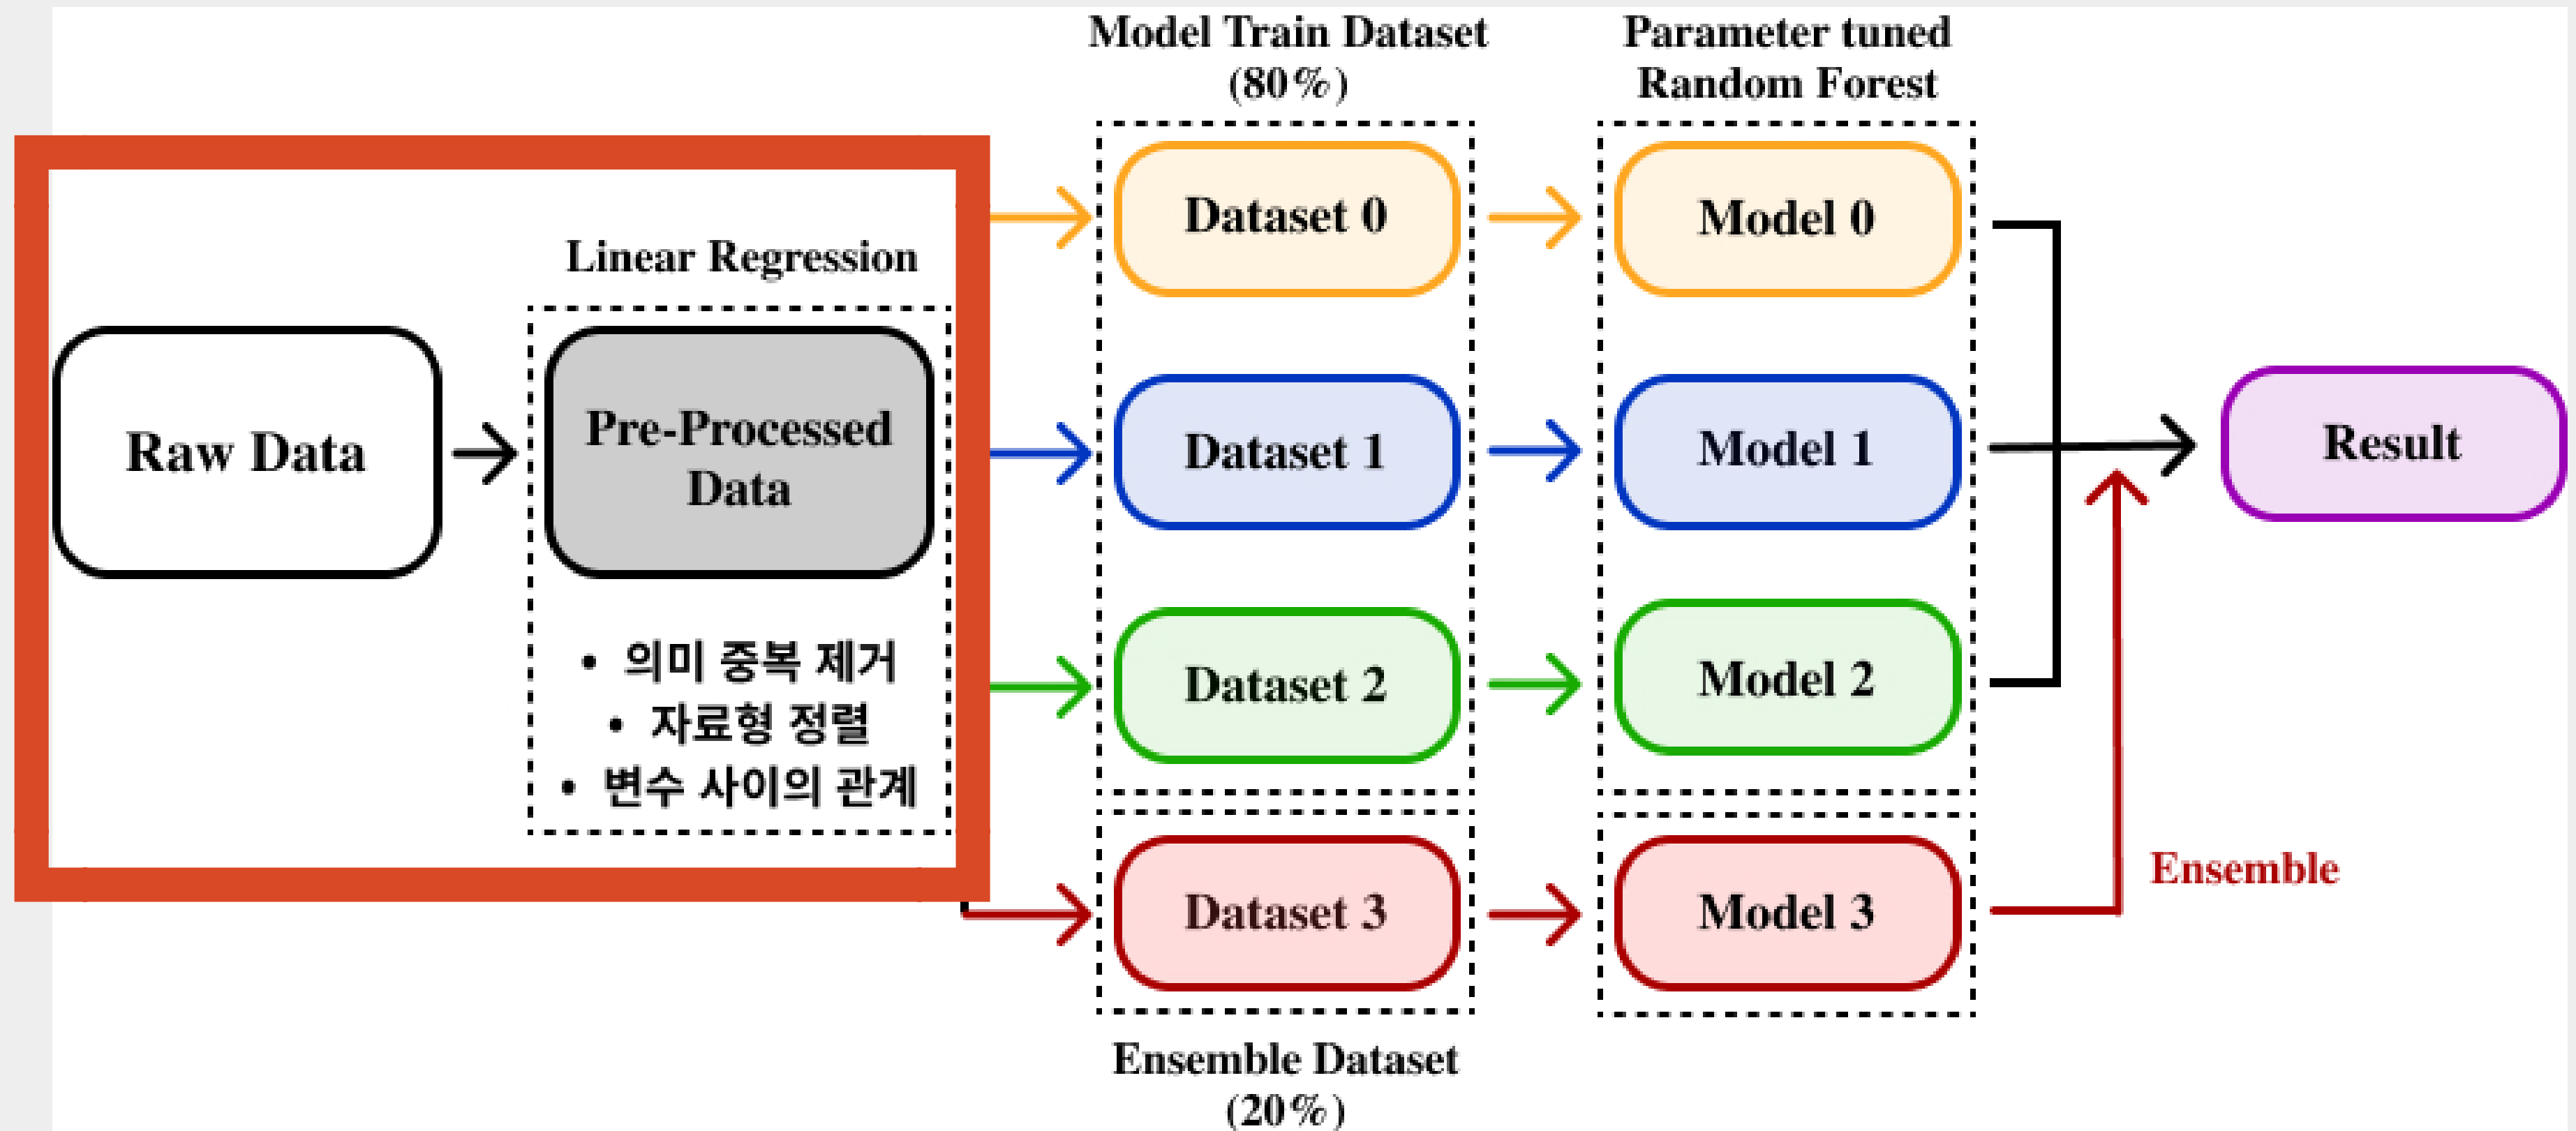 Model Train Dataset
(80%)
Parameter tuned
Random Forest
Linear Regression
Raw Data
Pre-Processed
Data
• 의미 중복 제거
• 자료형 정렬
• 변수 사이의 관계
Dataset 0
Model 0
Dataset 1
Model 1
Dataset 2
Model 2
Dataset 3
Model 3
Result
Ensemble
Ensemble Dataset
(20%)